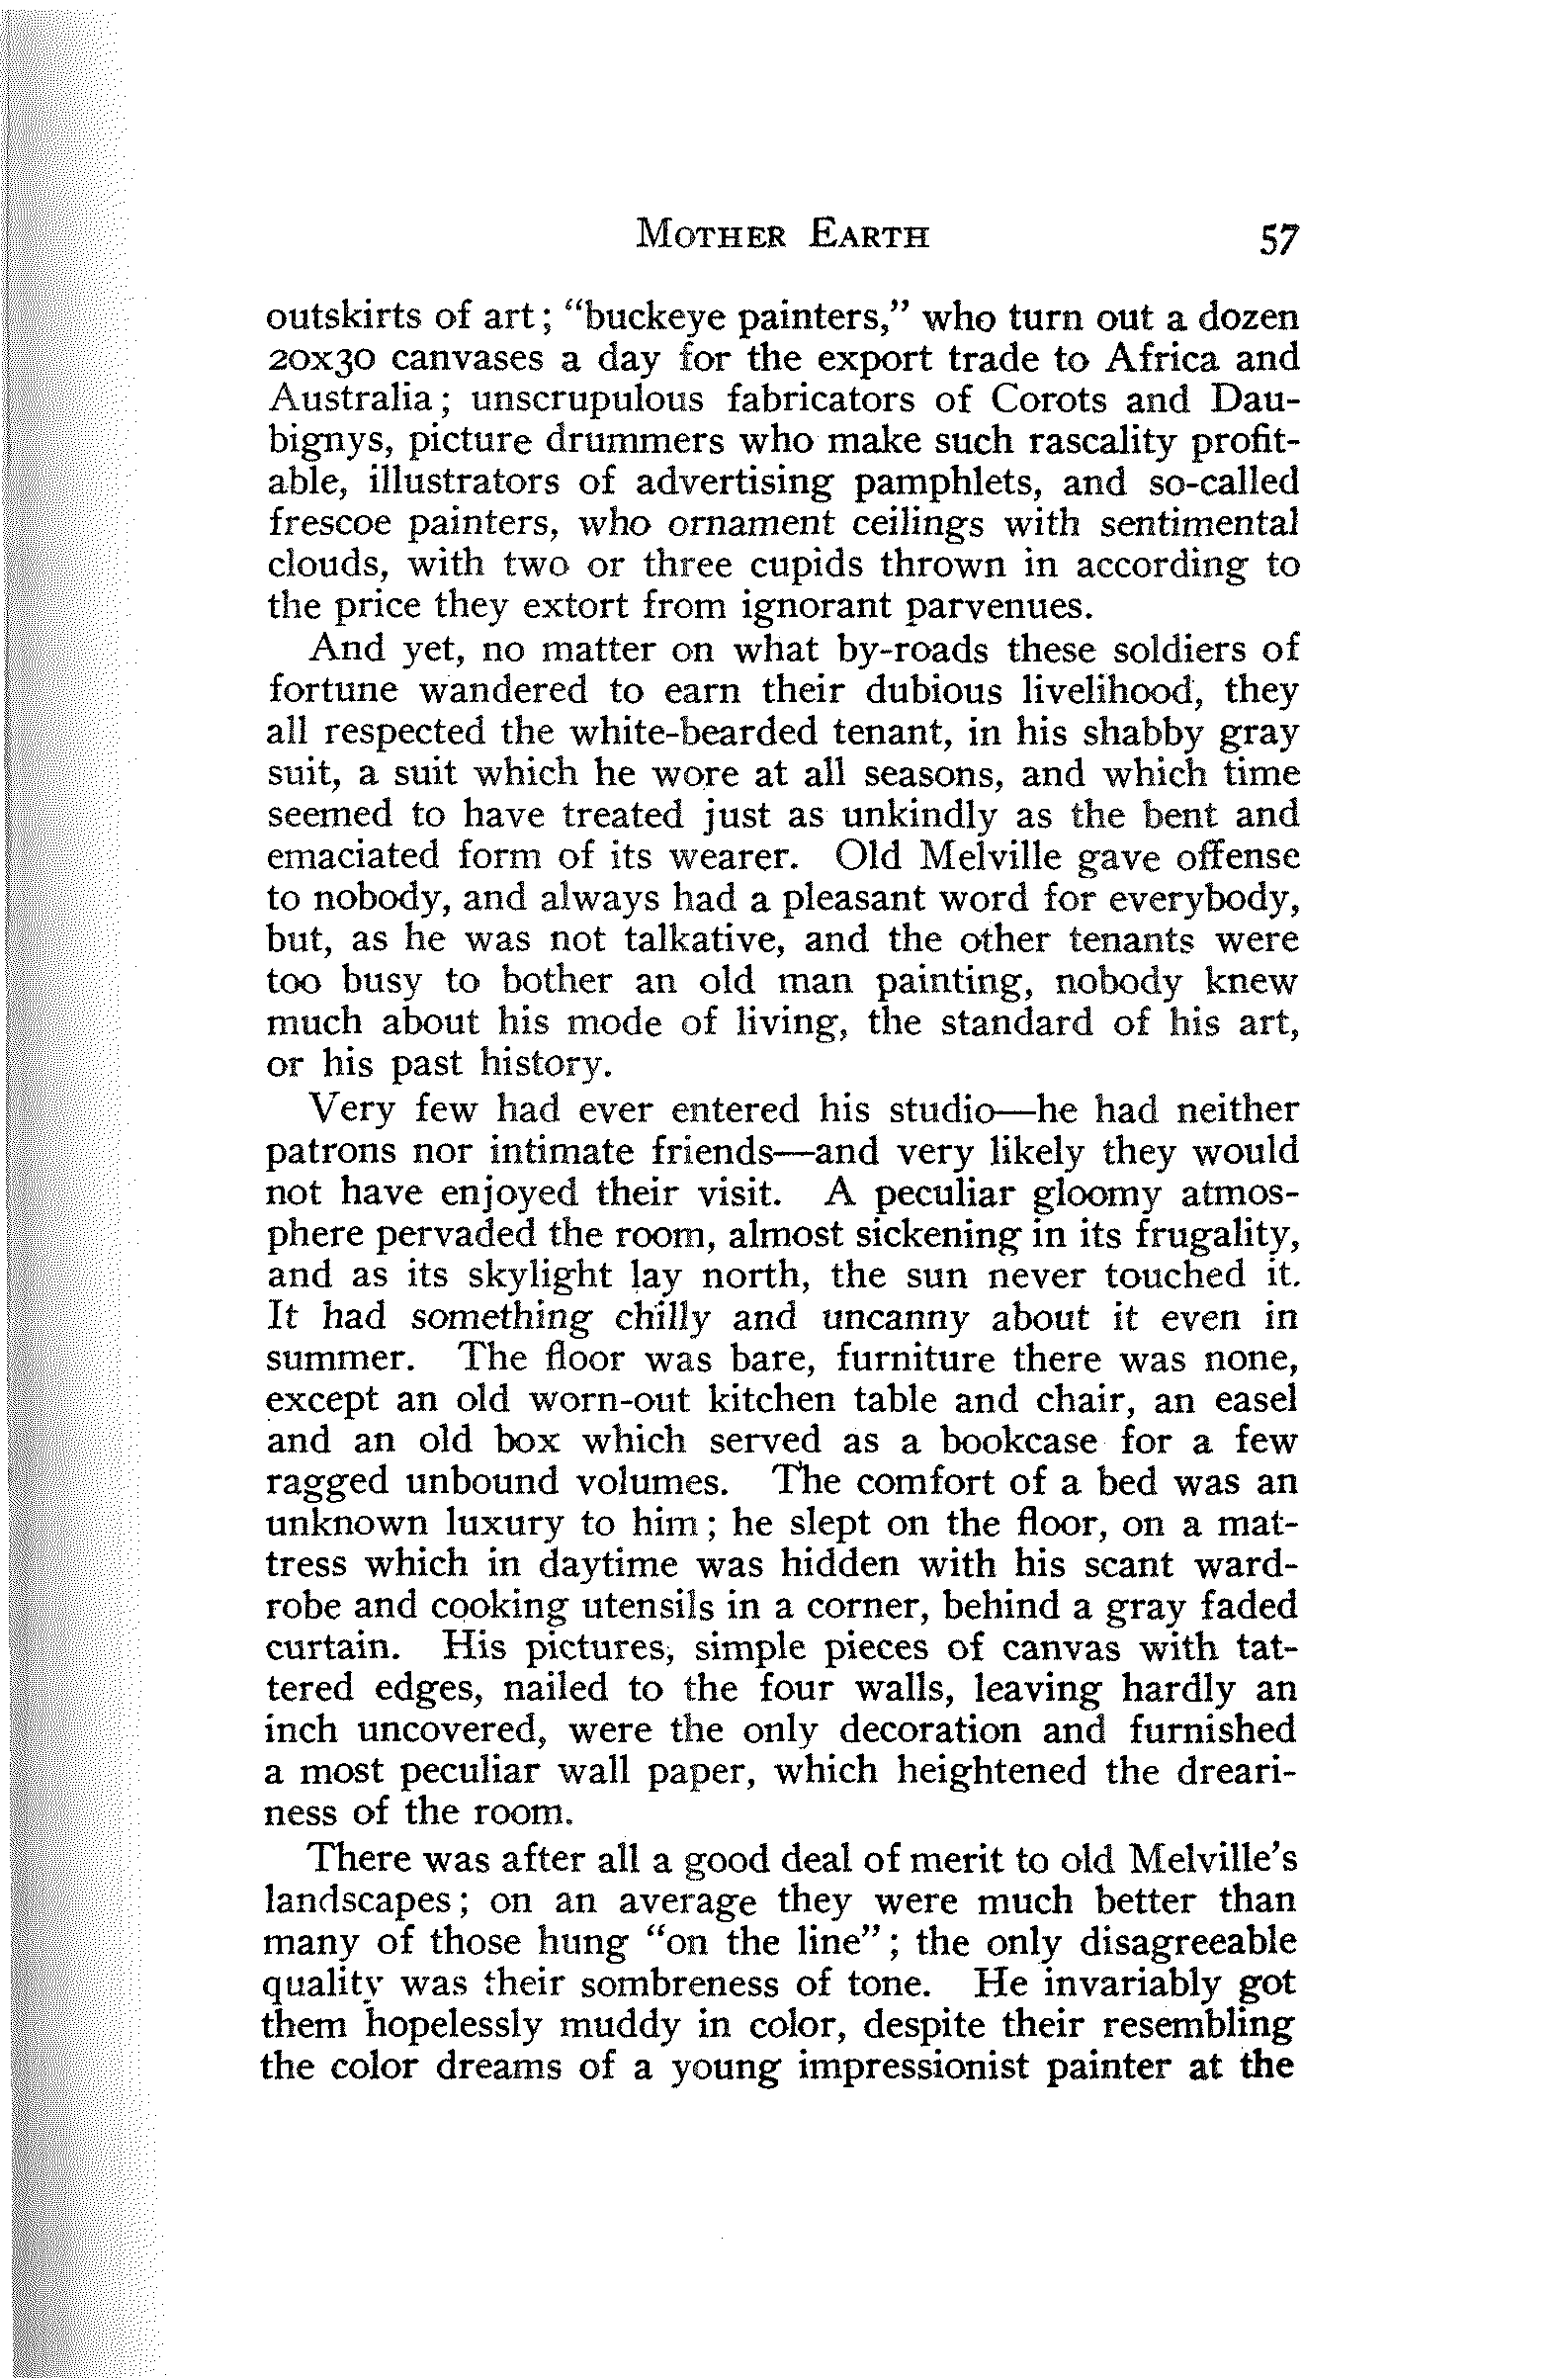 MOTHER EARTH 57
outskirts of art; "buckeye painters," who turn out a dozen
20x30 canvases a day for the export trade to Africa and
Australia; unscrupulous fabricators of Corots and Dau-
bignys, picture drummers who make such rascality profit-
able, illustrators of advertising pamphlets, and so-called
frescoe painters, who ornament ceilings with sentimental
clouds, with two or three cupids thrown in according to
the price they extort from ignorant parvenues.
And yet, no matter on what by-roads these soldiers of
fortune wandered to earn their dubious livelihood, they
all respected the white-bearded tenant, in his shabby gray
suit, a suit which he wore at all seasons, and which time
seemed to have treated just as unkindly as the bent and
emaciated form of its wearer. Old Melville gave offense
to nobody, and always had a pleasant word for everybody,
but, as he was not talkative, and the other tenants were
too busy to bother an old man painting, nobody knew
much about his mode of living, the standard of his art,
or his past history.
Very few had ever entered his studio—he had neither
patrons nor intimate friends—and very likely they would
not have enjoyed their visit. A peculiar gloomy atmos-
phere pervaded the room, almost sickening in its frugality,
and as its skylight lay north, the sun never touched it.
It had something chilly and uncanny about it even in
summer. The floor was bare, furniture there was none,
except an old worn-out kitchen table and chair, an easel
and an old box which served as a bookcase for a few
ragged unbound volumes. The comfort of a bed was an
unknown luxury to him; he slept on the floor, on a mat-
tress which in daytime was hidden with his scant ward-
robe and cooking utensils in a corner, behind a gray faded
curtain. His pictures, simple pieces of canvas with tat-
tered edges, nailed to the four walls, leaving hardly an
inch uncovered, were the only decoration and furnished
a most peculiar wall paper, which heightened the dreari-
ness of the room.
There was after all a good deal of merit to old Melville's
landscapes; on an average they were much better than
many of those hung "on the line"; the only disagreeable
quality was their sombreness of tone. He invariably got
them hopelessly muddy in color, despite their resembling
the color dreams of a young impressionist painter at the